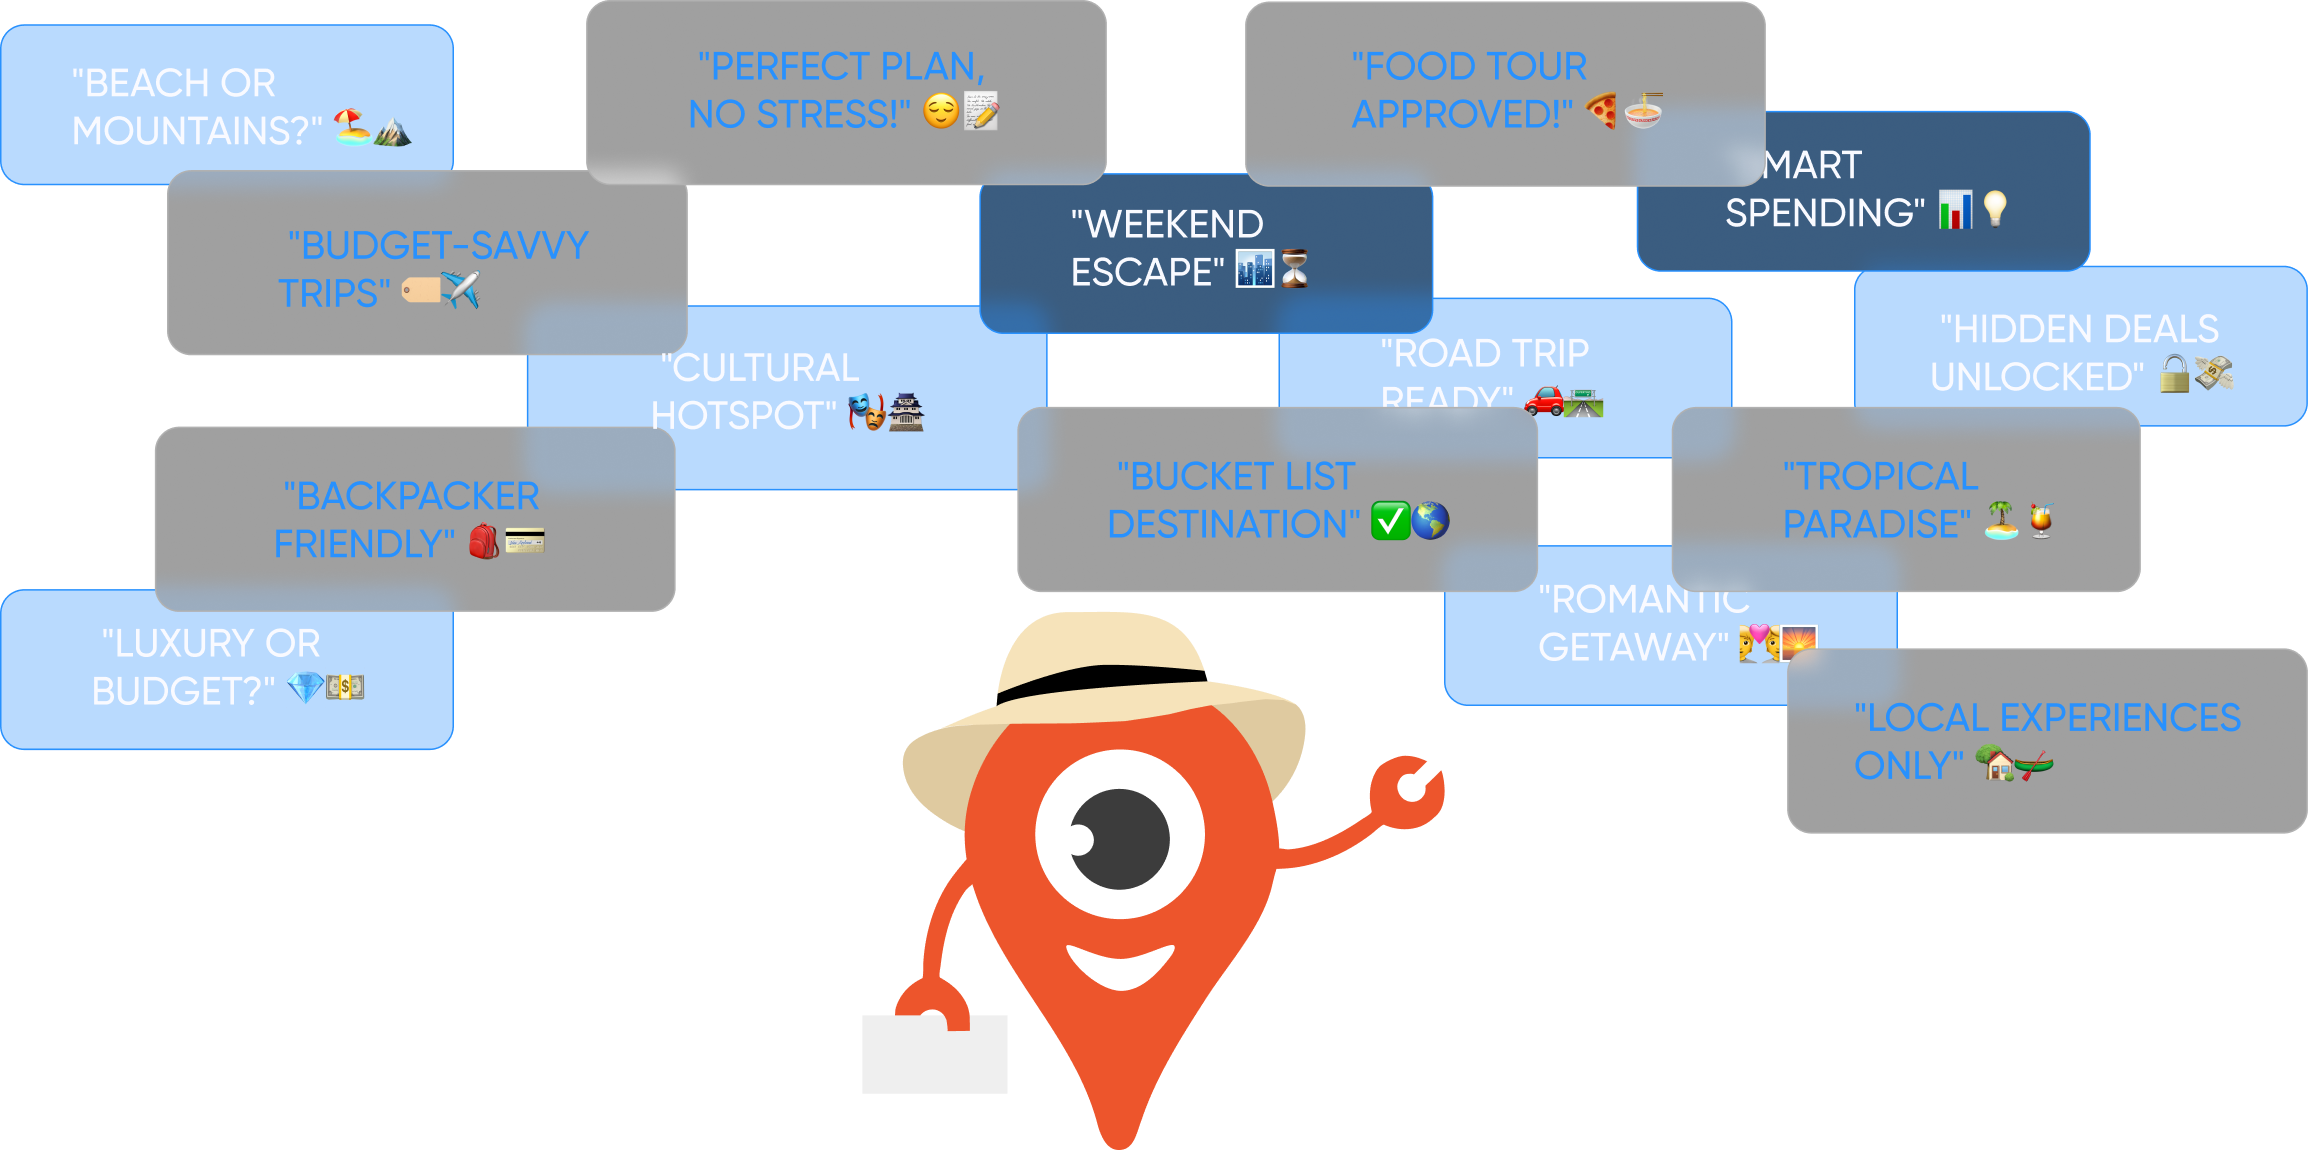 "BEACH OR
MOUNTAINS?" 🏖️⛰️
"PERFECT PLAN,
NO STRESS!" 😌📝
"FOOD TOUR
APPROVED!" 🍕🍜
"SMART
SPENDING" 📊💡
"BUDGET-SAVVY
TRIPS" 🏷️✈️
"WEEKEND
ESCAPE" 🏙️⏳
"HIDDEN DEALS
UNLOCKED" 🔓💸
"CULTURAL
HOTSPOT" 🎭🏯
"ROAD TRIP
READY" 🚗🛣️
"BACKPACKER
FRIENDLY" 🎒💳
"BUCKET LIST
DESTINATION" ✅🌎
"TROPICAL
PARADISE" 🏝️🍹
"LUXURY OR
BUDGET?" 💎💵
"ROMANTIC
GETAWAY" 💑🌅
"LOCAL EXPERIENCES
ONLY" 🏡🛶